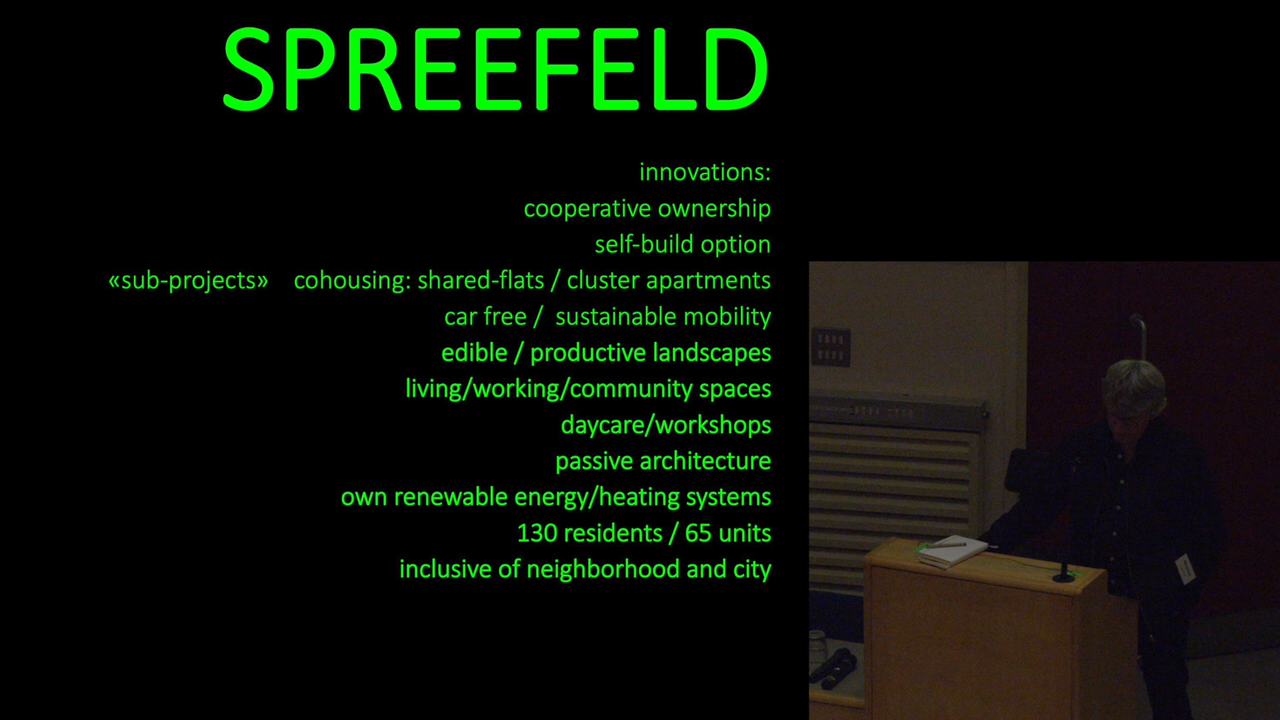 SPREEFELD
innovations:
cooperative ownership
self-build option
«sub-projects» cohousing: shared-flats / cluster apartments
car free / sustainable mobility
edible / productive landscapes
living/working/community spaces
daycare/workshops
passive architecture
own renewable energy/heating systems
130 residents / 65 units
inclusive of neighborhood and city